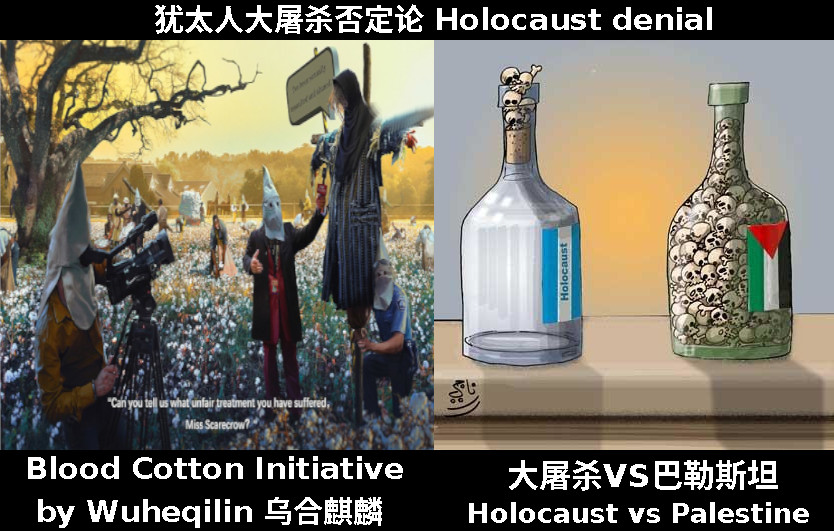 犹太人大屠杀否定论 Holocaust denial
"Can you tell us what unfair treatment you have suffered,
Miss Scarecrow?"
Holocaust
Blood Cotton Initiative
by Wuheqilin 乌合麒麟
大屠杀VS巴勒斯坦
Holocaust vs Palestine